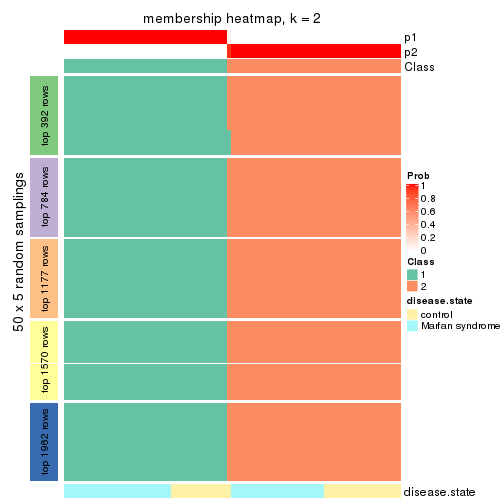 membership heatmap, k = 2
p1
p2
Class
50 x 5 random samplings
top 392 rows
top 784 rows
top 1177 rows
top 1570 rows
top 1962 rows
Prob
1
0.8
0.6
0.4
0.2
0
Class
1
2
disease.state
control
Marfan syndrome
disease.state